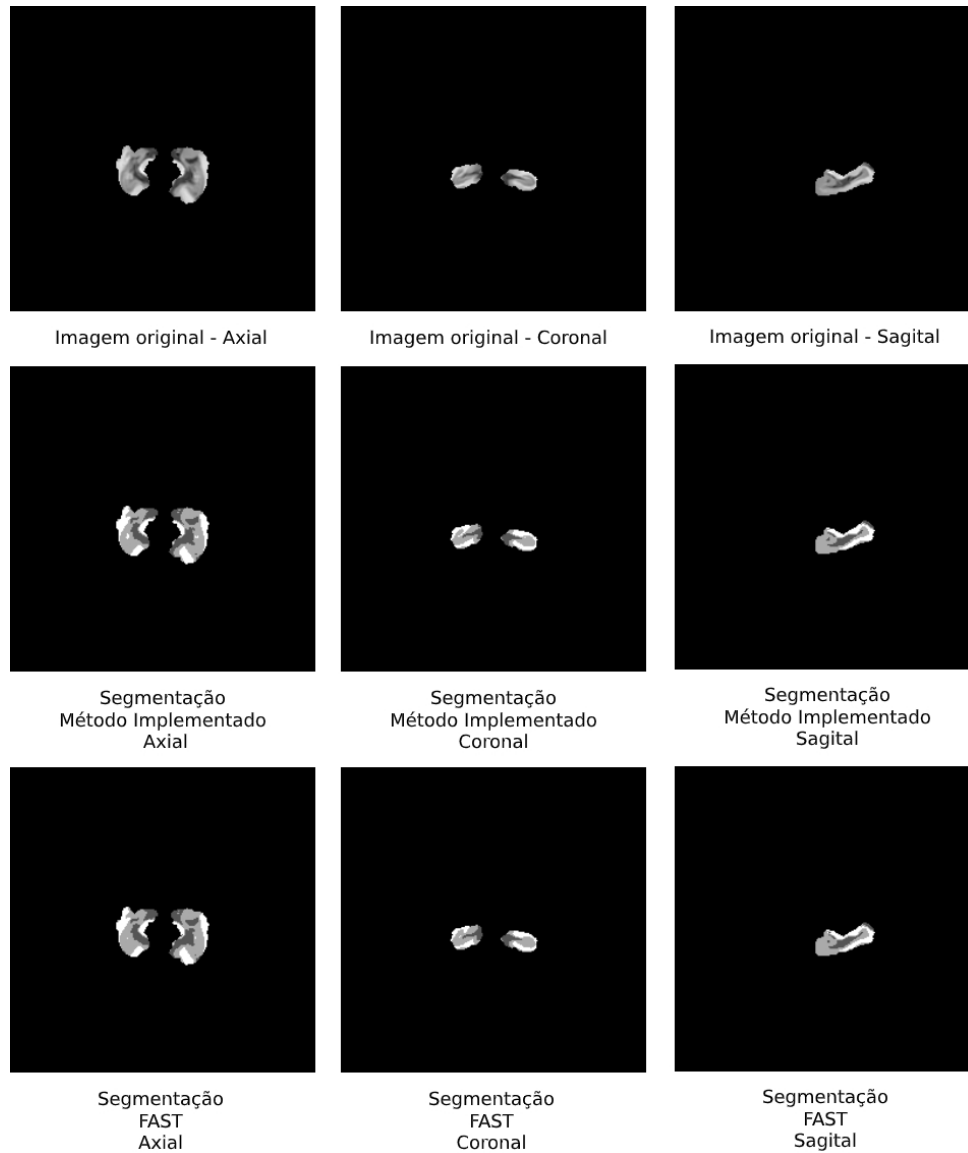 Imagem original - Axial
Imagem original - Coronal
Imagem original - Sagital
Segmentação
Método Implementado
Axial
Segmentação
Método Implementado
Coronal
Segmentação
Método Implementado
Sagital
Segmentação
FAST
Axial
Segmentação
FAST
Coronal
Segmentação
FAST
Sagital